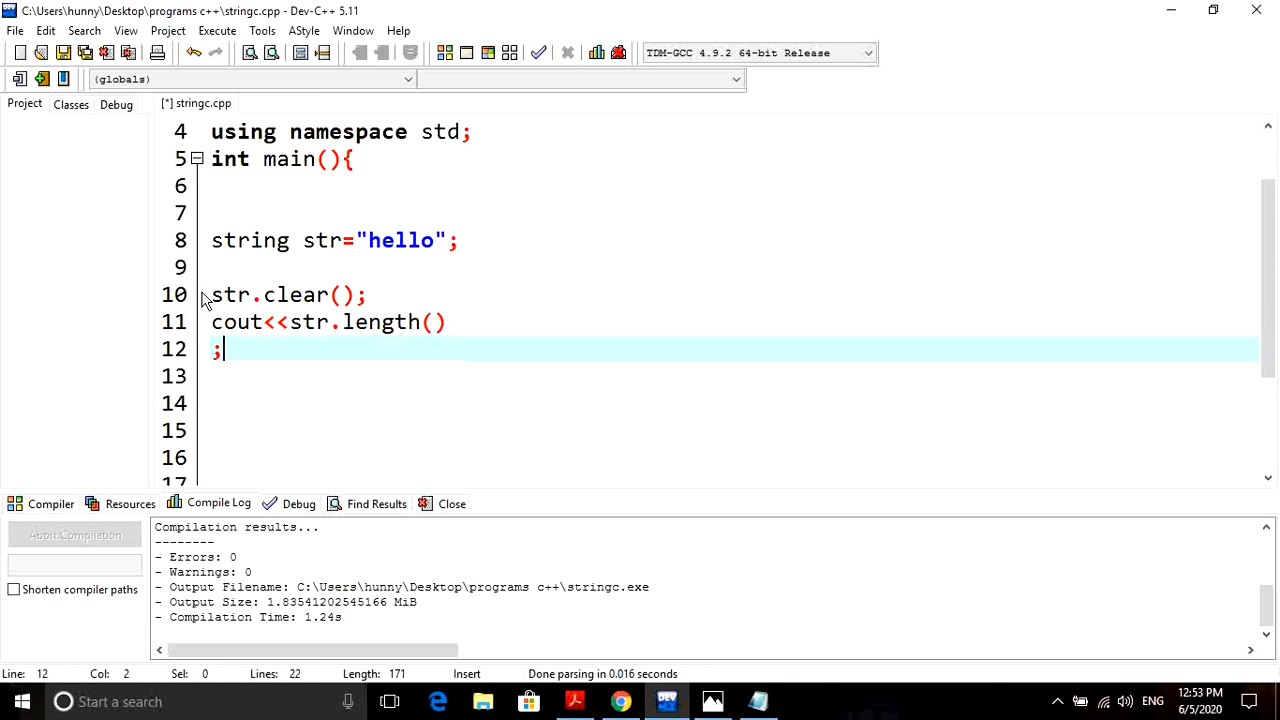 C:\Users\hunny\Desktop\programs c++\stringc.cpp - Dev-C++ 5.11
File Edit Search View Project Execute Tools AStyle Window Help
TDM-GCC 4.9.2 64-bit Release
(globals)
Project Classes Debug [*] stringc.cpp
4 using namespace std;
5 int main(){
6
7
8 string str="hello";
9
10 str.clear();
11 cout<<str.length()
12 ;
13
14
15
16
17
Compiler Resources Compile Log Debug Find Results Close
Abort Compilation
Shorten compiler paths
Compilation results...
--------
- Errors: 0
- Warnings: 0
- Output Filename: C:\Users\hunny\Desktop\programs c++\stringc.exe
- Output Size: 1.83541202545166 MiB
- Compilation Time: 1.24s
Line: 12 Col: 2 Sel: 0 Lines: 22 Length: 171 Insert Done parsing in 0.016 seconds
Start a search
DEV
ENG
12:53 PM
6/5/2020